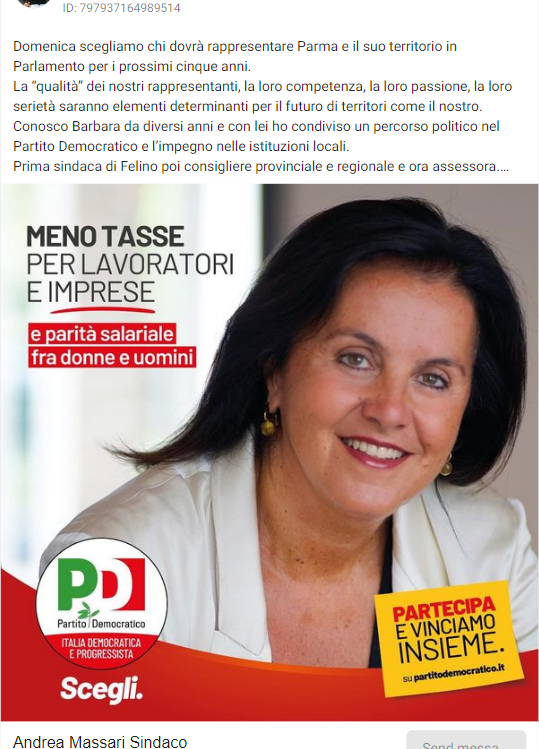 ID: 797937164989514
Domenica scegliamo chi dovrà rappresentare Parma e il suo territorio in
Parlamento per i prossimi cinque anni.
La “qualità” dei nostri rappresentanti, la loro competenza, la loro passione, la loro
serietà saranno elementi determinanti per il futuro di territori come il nostro.
Conosco Barbara da diversi anni e con lei ho condiviso un percorso politico nel
Partito Democratico e l’impegno nelle istituzioni locali.
Prima sindaca di Felino poi consigliere provinciale e regionale e ora assessora....
MENO TASSE
PER LAVORATORI
E IMPRESE
e parità salariale
fra donne e uomini
PD
Partito Democratico
ITALIA DEMOCRATICA
E PROGRESSISTA
Scegli.
PARTECIPA
E VINCIAMO
INSIEME.
su partitodemocratico.it
Andrea Massari Sindaco
Send messa...